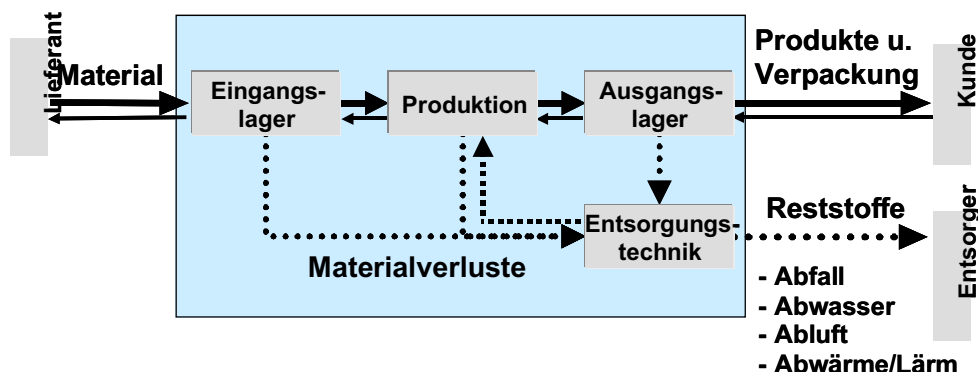 Lieferant
Material
Eingangs-
lager
Produktion
Ausgangs-
lager
Produkte u.
Verpackung
Kunde
Entsorgungs-
technik
Materialverluste
Reststoffe
- Abfall
- Abwasser
- Abluft
- Abwärme/Lärm
Entsorger